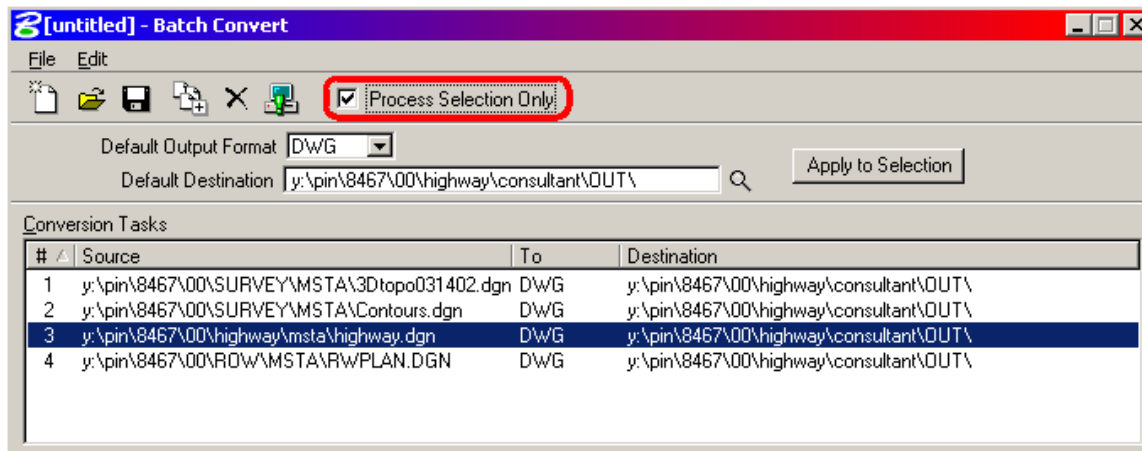 [untitled] - Batch Convert
File Edit
Process Selection Only
Default Output Format DWG
Default Destination y:\pin\8467\00\highway\consultant\OUT\
Apply to Selection
Conversion Tasks
# Source To Destination
1 y:\pin\8467\00\SURVEY\MSTA\3Dtopo031402.dgn DWG y:\pin\8467\00\highway\consultant\OUT\
2 y:\pin\8467\00\SURVEY\MSTA\Contours.dgn DWG y:\pin\8467\00\highway\consultant\OUT\
3 y:\pin\8467\00\highway\msta\highway.dgn DWG y:\pin\8467\00\highway\consultant\OUT\
4 y:\pin\8467\00\ROW\MSTA\RWPLAN.DGN DWG y:\pin\8467\00\highway\consultant\OUT\